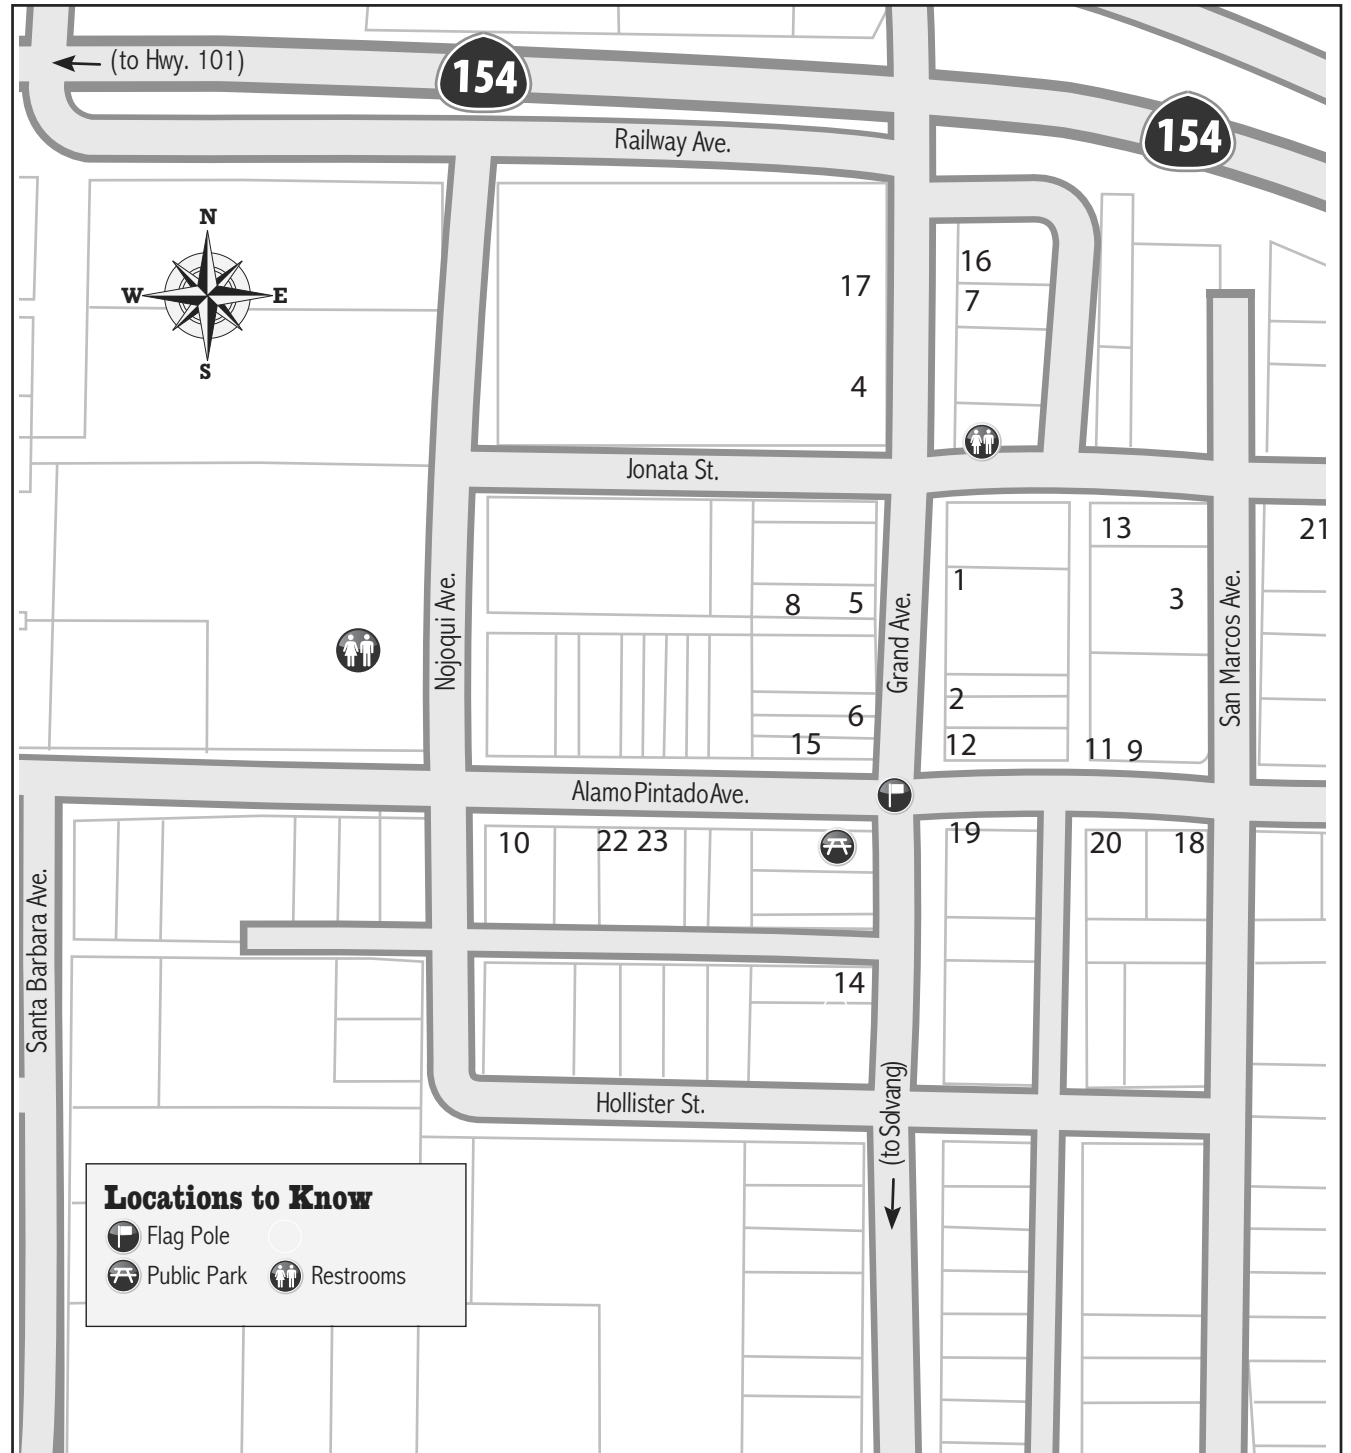 (to Hwy. 101)
154
154
Railway Ave.
N
W
E
S
16
17
7
4
Jonata St.
13
21
1
3
8
5
Nojoqui Ave.
Grand Ave.
San Marcos Ave.
2
6
15
12
11
9
Alamo Pintado Ave.
10
22
23
19
20
18
Santa Barbara Ave.
14
Hollister St.
(to Solvang)
Locations to Know
Flag Pole
Public Park
Restrooms